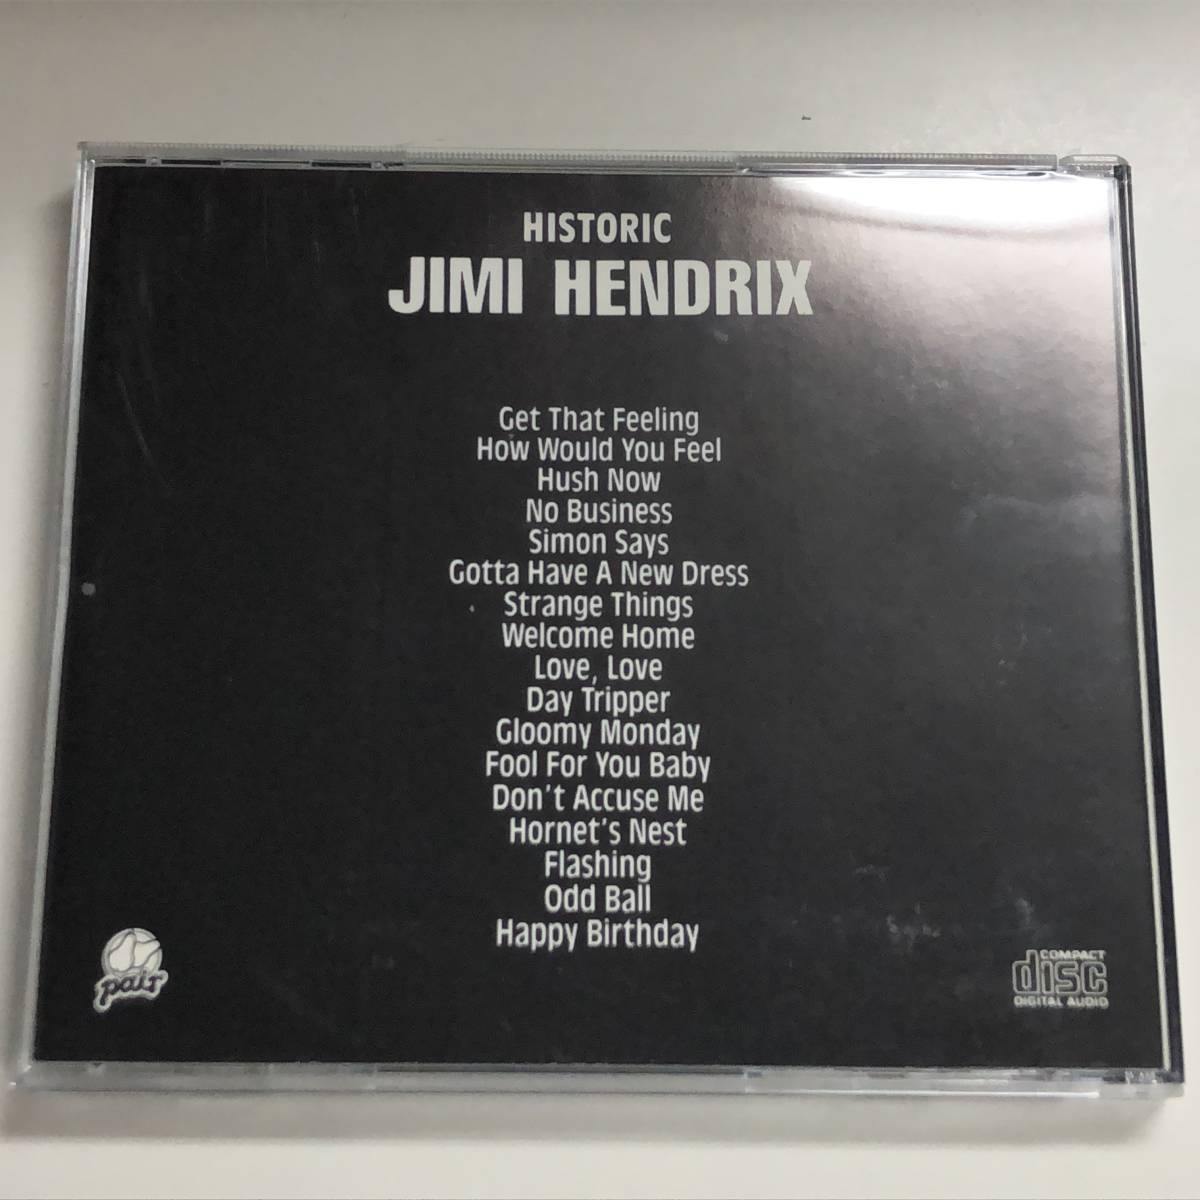 HISTORIC
JIMI HENDRIX
Get That Feeling
How Would You Feel
Hush Now
No Business
Simon Says
Gotta Have A New Dress
Strange Things
Welcome Home
Love, Love
Day Tripper
Gloomy Monday
Fool For You Baby
Don't Accuse Me
Hornet's Nest
Flashing
Odd Ball
Happy Birthday
pair
COMPACT
disc
DIGITAL AUDIO